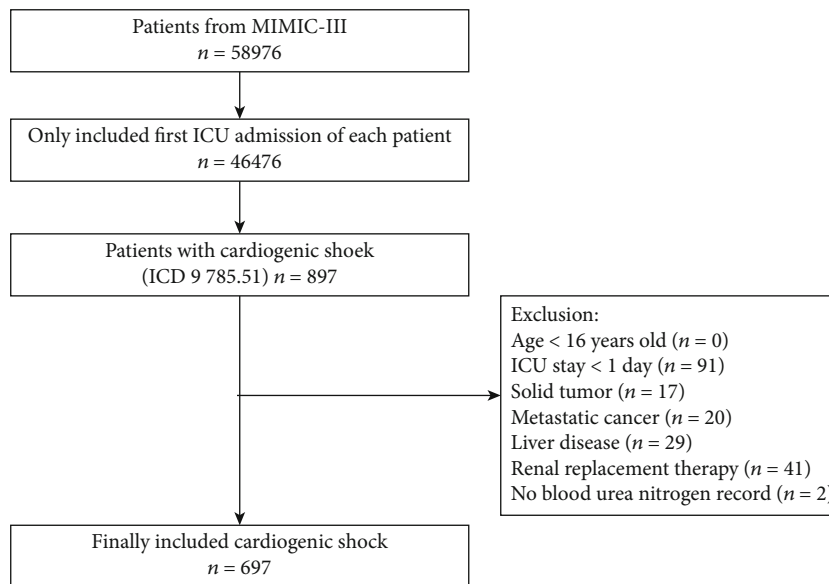 Patients from MIMIC-III
n = 58976
Only included first ICU admission of each patient
n = 46476
Patients with cardiogenic shoek
(ICD 9 785.51) n = 897
Exclusion:
Age < 16 years old (n = 0)
ICU stay < 1 day (n = 91)
Solid tumor (n = 17)
Metastatic cancer (n = 20)
Liver disease (n = 29)
Renal replacement therapy (n = 41)
No blood urea nitrogen record (n = 2)
Finally included cardiogenic shock
n = 697